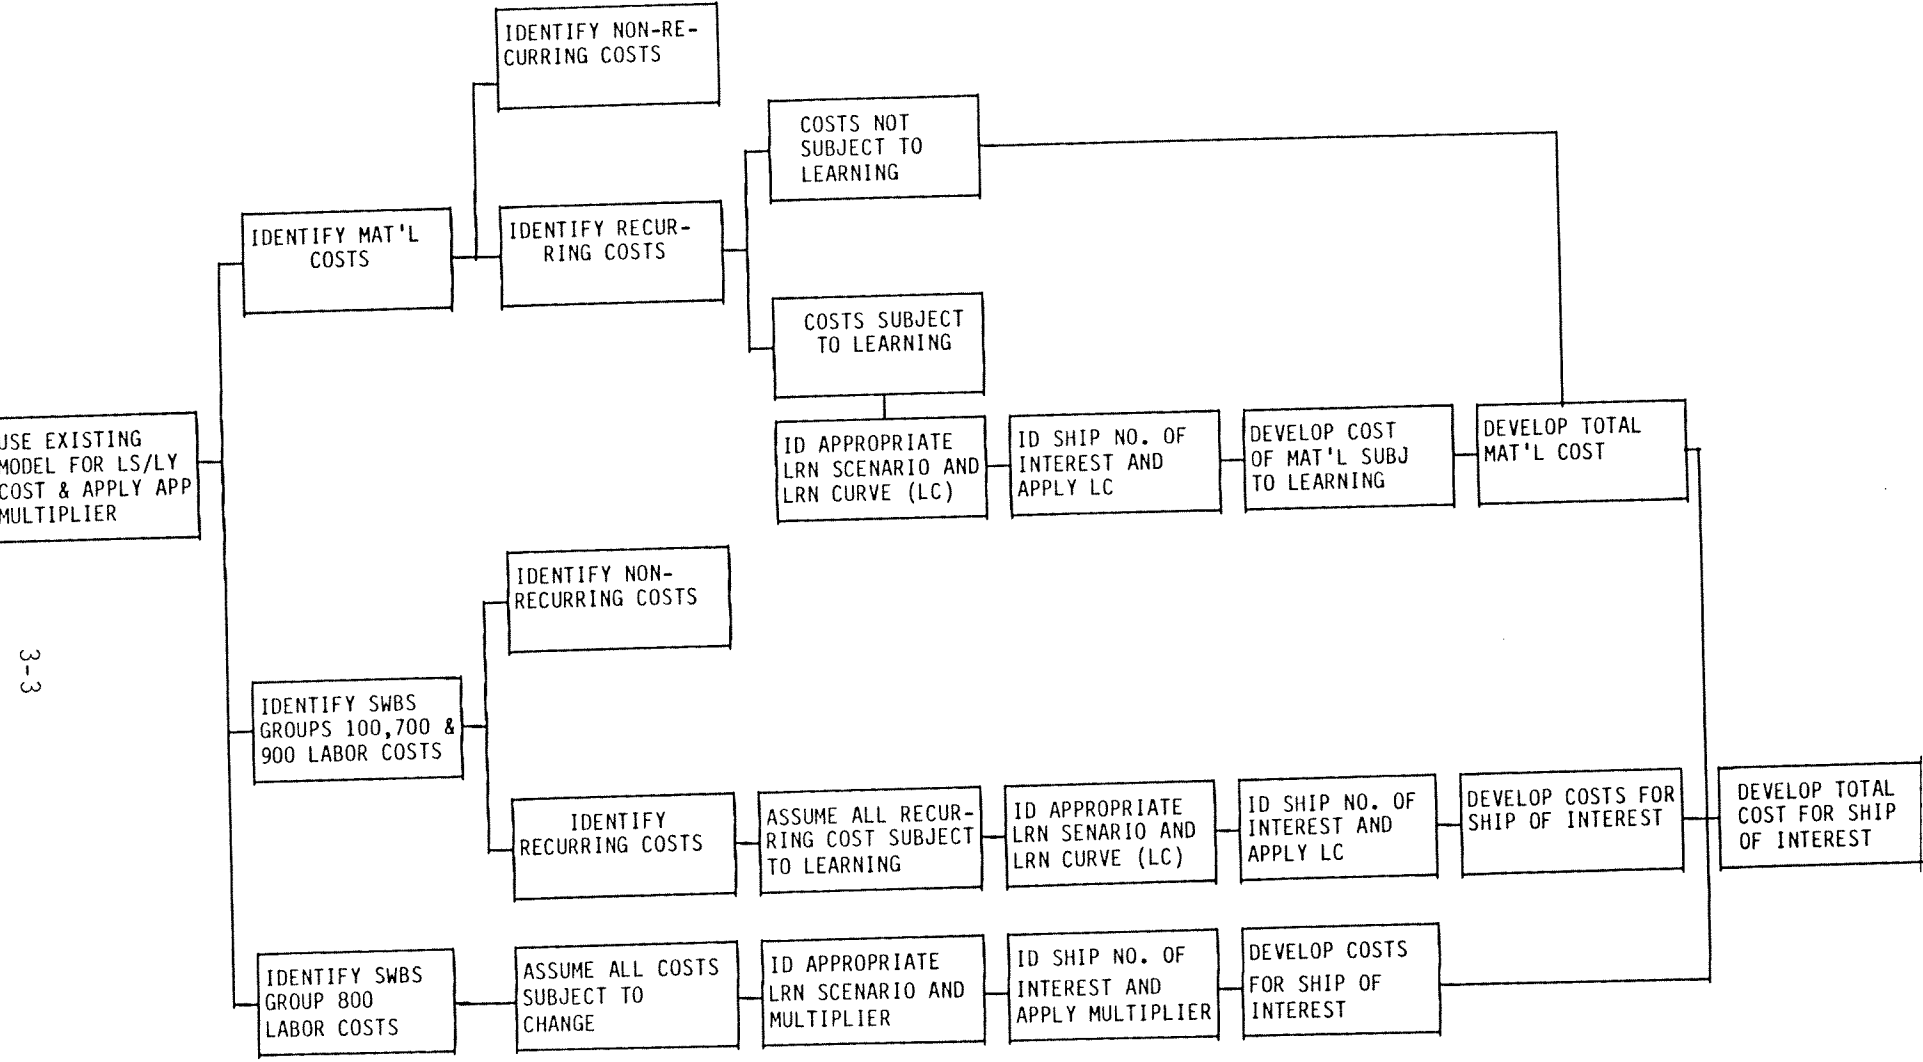 IDENTIFY NON-RE-
CURRING COSTS
COSTS NOT
SUBJECT TO
LEARNING
IDENTIFY MAT'L
COSTS
IDENTIFY RECUR-
RING COSTS
COSTS SUBJECT
TO LEARNING
USE EXISTING
MODEL FOR LS/LY
COST & APPLY APP
MULTIPLIER
ID APPROPRIATE
LRN SCENARIO AND
LRN CURVE (LC)
ID SHIP NO. OF
INTEREST AND
APPLY LC
DEVELOP COST
OF MAT'L SUBJ
TO LEARNING
DEVELOP TOTAL
MAT'L COST
IDENTIFY NON-
RECURRING COSTS
3-3
IDENTIFY SWBS
GROUPS 100,700 &
900 LABOR COSTS
IDENTIFY
RECURRING COSTS
ASSUME ALL RECUR-
RING COST SUBJECT
TO LEARNING
ID APPROPRIATE
LRN SENARIO AND
LRN CURVE (LC)
ID SHIP NO. OF
INTEREST AND
APPLY LC
DEVELOP COSTS FOR
SHIP OF INTEREST
DEVELOP TOTAL
COST FOR SHIP
OF INTEREST
IDENTIFY SWBS
GROUP 800
LABOR COSTS
ASSUME ALL COSTS
SUBJECT TO
CHANGE
ID APPROPRIATE
LRN SCENARIO AND
MULTIPLIER
ID SHIP NO. OF
INTEREST AND
APPLY MULTIPLIER
DEVELOP COSTS
FOR SHIP OF
INTEREST